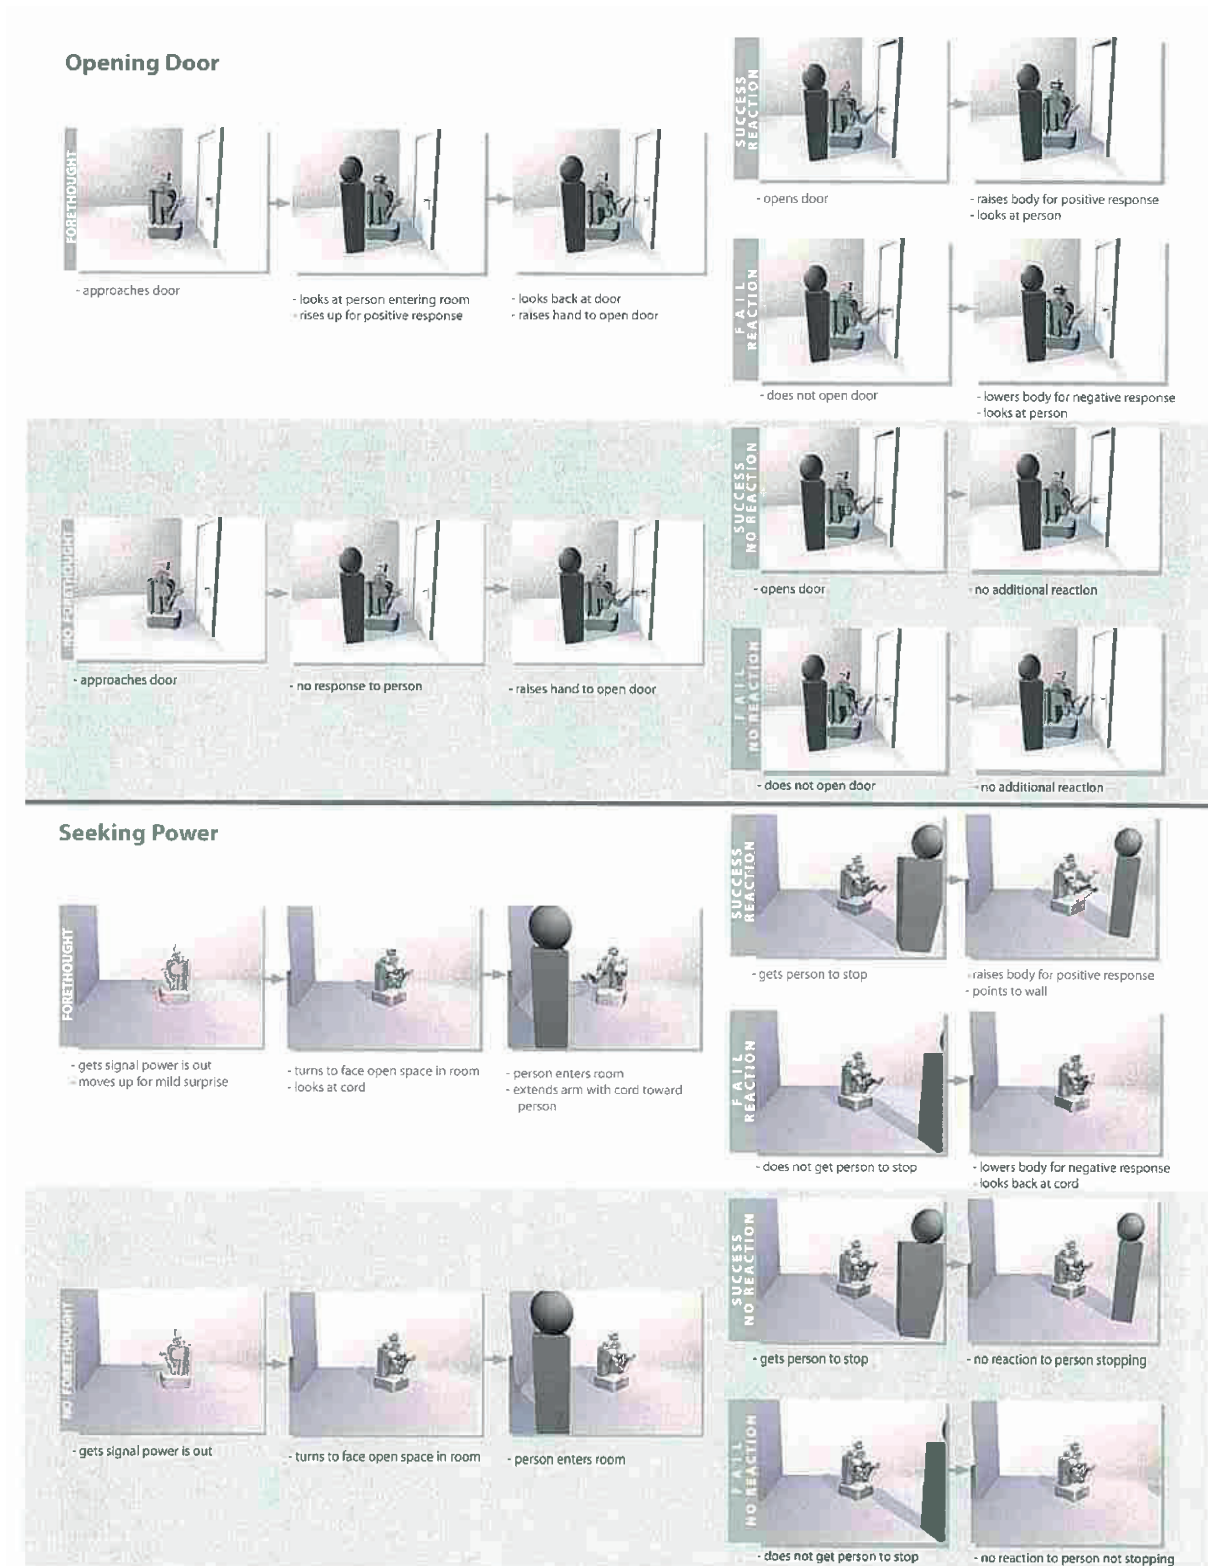 Opening Door
FORETHOUGHT
- approaches door
- looks at person entering room
- rises up for positive response
- looks back at door
- raises hand to open door
SUCCESS
REACTION
- opens door
- raises body for positive response
- looks at person
FAIL
REACTION
- does not open door
- lowers body for negative response
- looks at person
NO FORETHOUGHT
- approaches door
- no response to person
- raises hand to open door
SUCCESS
NO REACTION
- opens door
- no additional reaction
FAIL
NO REACTION
- does not open door
- no additional reaction
Seeking Power
FORETHOUGHT
- gets signal power is out
- moves up for mild surprise
- turns to face open space in room
- looks at cord
- person enters room
- extends arm with cord toward
person
SUCCESS
REACTION
- gets person to stop
- raises body for positive response
- points to wall
FAIL
REACTION
- does not get person to stop
- lowers body for negative response
- looks back at cord
NO FORETHOUGHT
- gets signal power is out
- turns to face open space in room
- person enters room
SUCCESS
NO REACTION
- gets person to stop
- no reaction to person stopping
FAIL
NO REACTION
- does not get person to stop
- no reaction to person not stopping